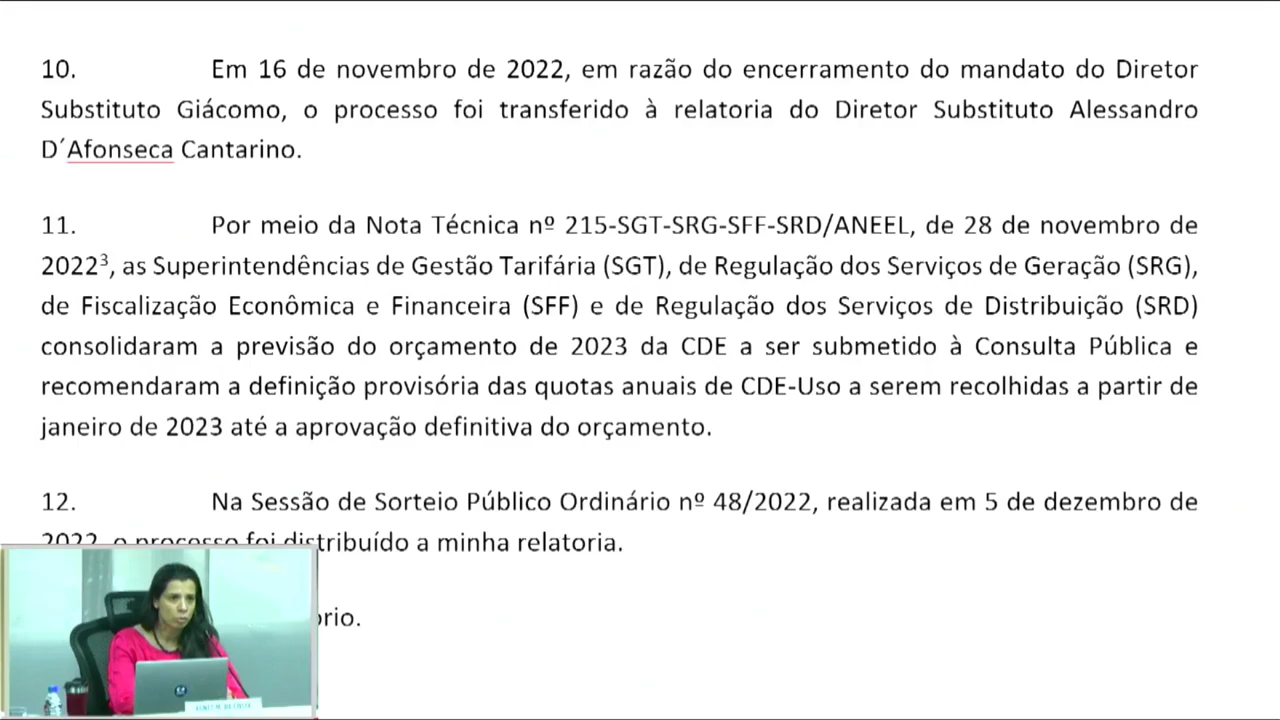 10. Em 16 de novembro de 2022, em razão do encerramento do mandato do Diretor
Substituto Giácomo, o processo foi transferido à relatoria do Diretor Substituto Alessandro
D´Afonseca Cantarino.
11. Por meio da Nota Técnica nº 215-SGT-SRG-SFF-SRD/ANEEL, de 28 de novembro de
2022³, as Superintendências de Gestão Tarifária (SGT), de Regulação dos Serviços de Geração (SRG),
de Fiscalização Econômica e Financeira (SFF) e de Regulação dos Serviços de Distribuição (SRD)
consolidaram a previsão do orçamento de 2023 da CDE a ser submetido à Consulta Pública e
recomendaram a definição provisória das quotas anuais de CDE-Uso a serem recolhidas a partir de
janeiro de 2023 até a aprovação definitiva do orçamento.
12. Na Sessão de Sorteio Público Ordinário nº 48/2022, realizada em 5 de dezembro de
2022, o processo foi distribuído a minha relatoria.
ório.